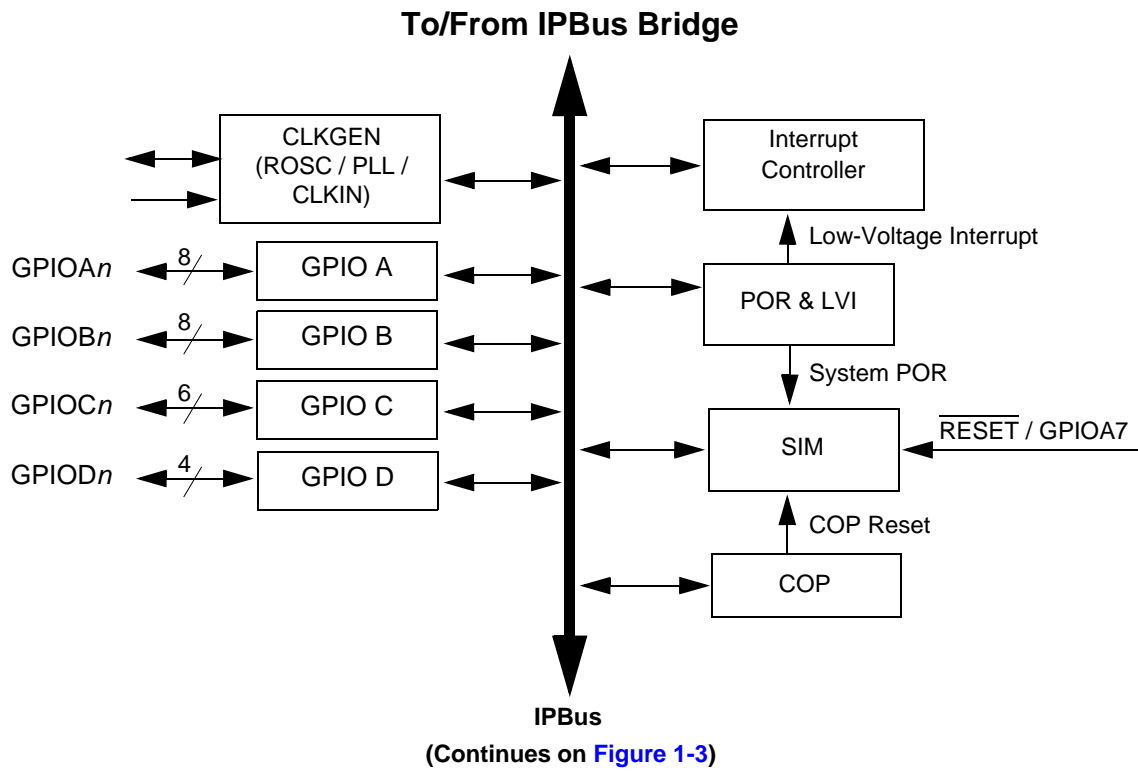 To/From IPBus Bridge
CLKGEN
(ROSC / PLL /
CLKIN)
Interrupt
Controller
Low-Voltage Interrupt
GPIOAn
8
GPIO A
POR & LVI
GPIOBn
8
GPIO B
System POR
GPIOCn
6
GPIO C
SIM
RESET / GPIOA7
GPIODn
4
GPIO D
COP Reset
COP
IPBus
(Continues on Figure 1-3)